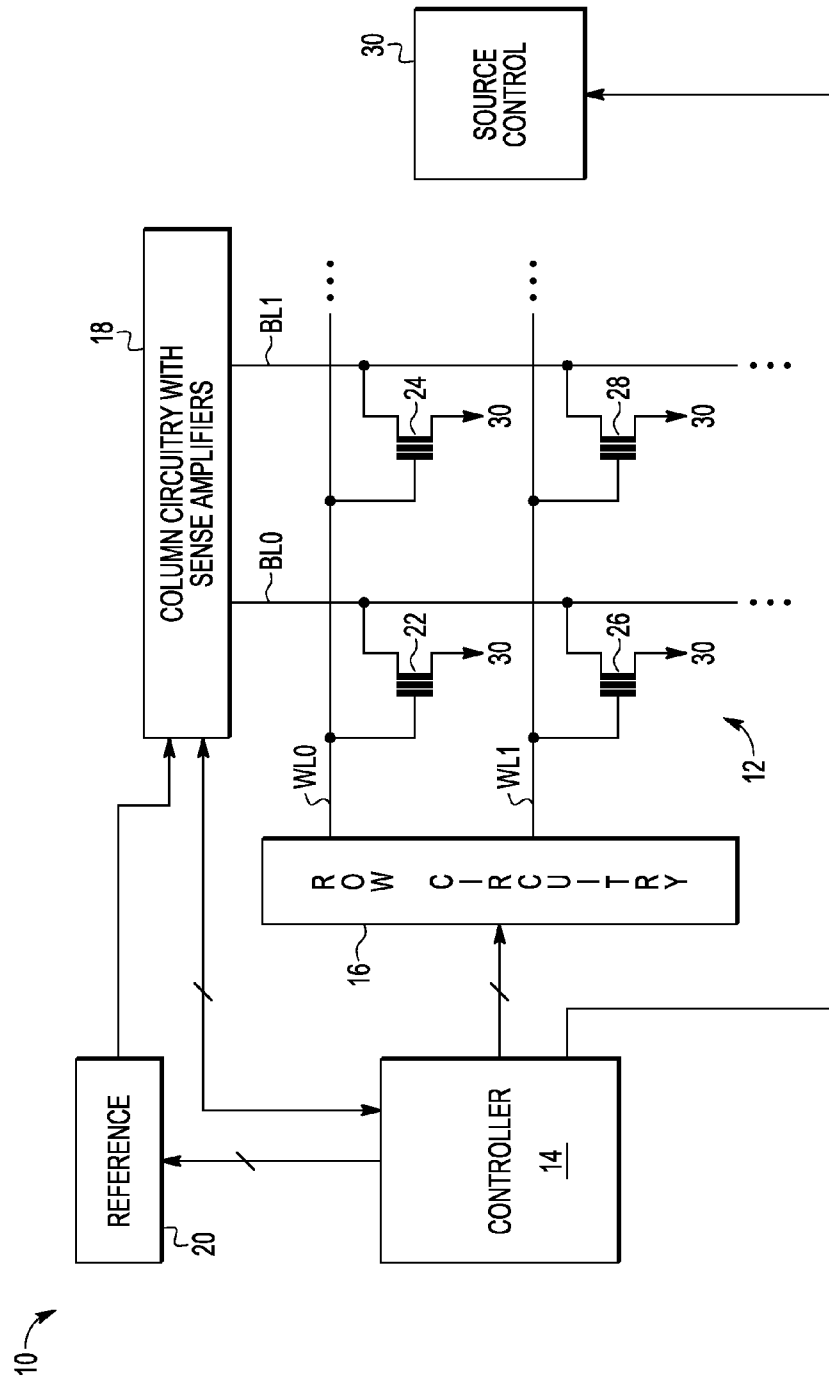 10
REFERENCE
20
CONTROLLER
14
16
ROW CIRCUITRY
18
COLUMN CIRCUITRY WITH
SENSE AMPLIFIERS
BL0
BL1
WL0
22
30
24
30
WL1
26
30
28
30
12
30
SOURCE
CONTROL